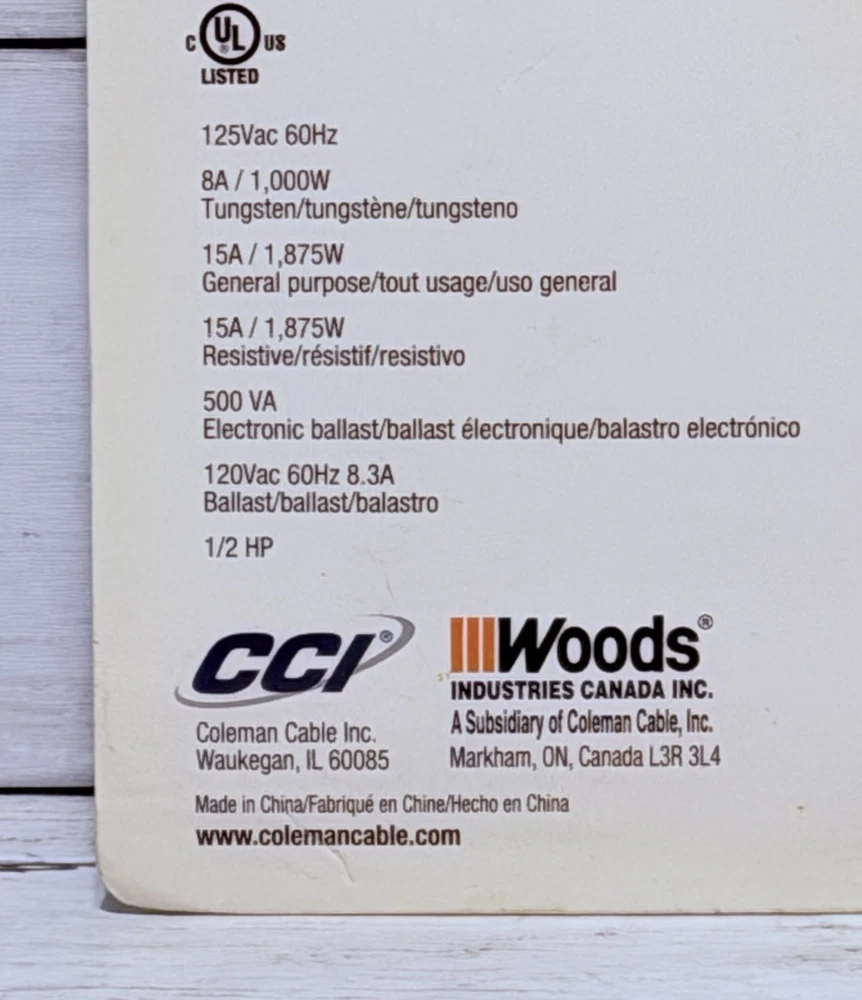 C UL® US
LISTED
125Vac 60Hz
8A / 1,000W
Tungsten/tungstène/tungsteno
15A / 1,875W
General purpose/tout usage/uso general
15A / 1,875W
Resistive/résistif/resistivo
500 VA
Electronic ballast/ballast électronique/balastro electrónico
120Vac 60Hz 8.3A
Ballast/ballast/balastro
1/2 HP
CCI®
Coleman Cable Inc.
Waukegan, IL 60085
Woods®
INDUSTRIES CANADA INC.
A Subsidiary of Coleman Cable, Inc.
Markham, ON, Canada L3R 3L4
Made in China/Fabriqué en Chine/Hecho en China
www.colemancable.com